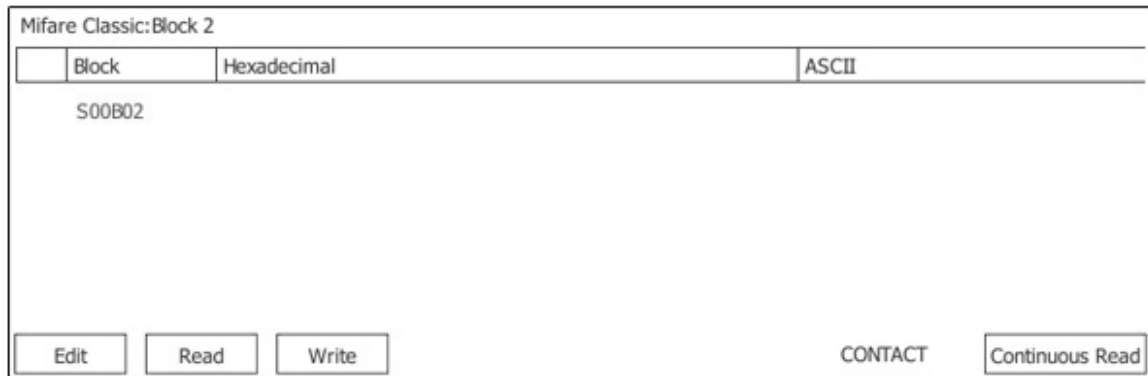 Mifare Classic:Block 2
Block Hexadecimal ASCII
S00B02
Edit Read Write CONTACT Continuous Read